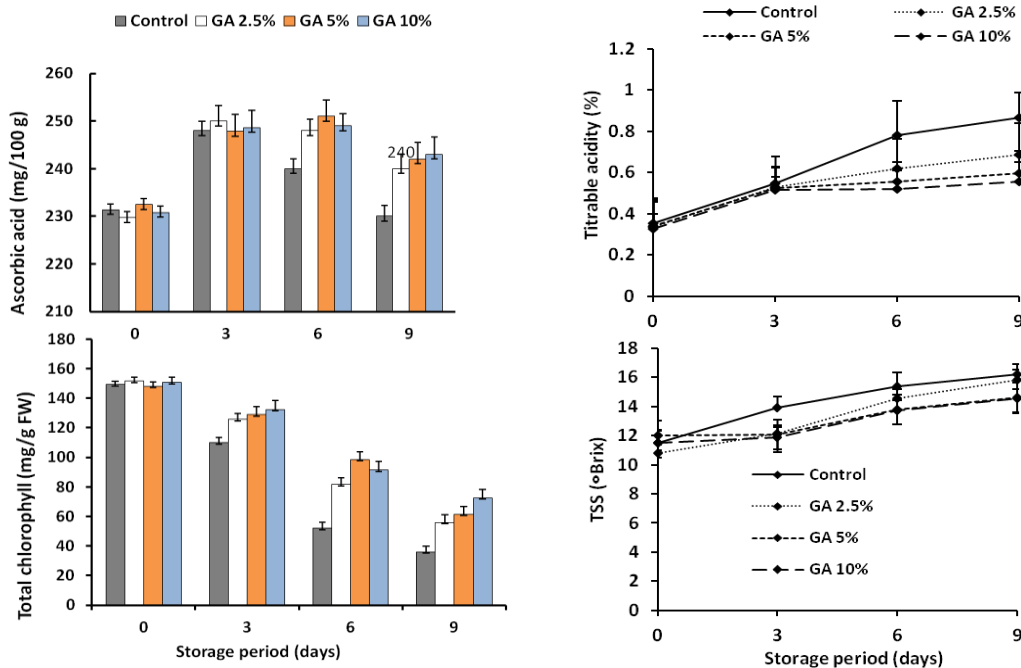 Control GA 2.5% GA 5% GA 10%
260
250
240
230
220
210
Ascorbic acid (mg/100 g)
240
0 3 6 9
180
160
140
120
100
80
60
40
20
0
Total chlorophyll (mg/g FW)
0 3 6 9
Storage period (days)
Control GA 2.5%
GA 5% GA 10%
1.2
1
0.8
0.6
0.4
0.2
0
Titrable acidity (%)
0 3 6 9
18
16
14
12
10
8
6
4
2
0
TSS (∘Brix)
Control
GA 2.5%
GA 5%
GA 10%
0 3 6 9
Storage period (days)